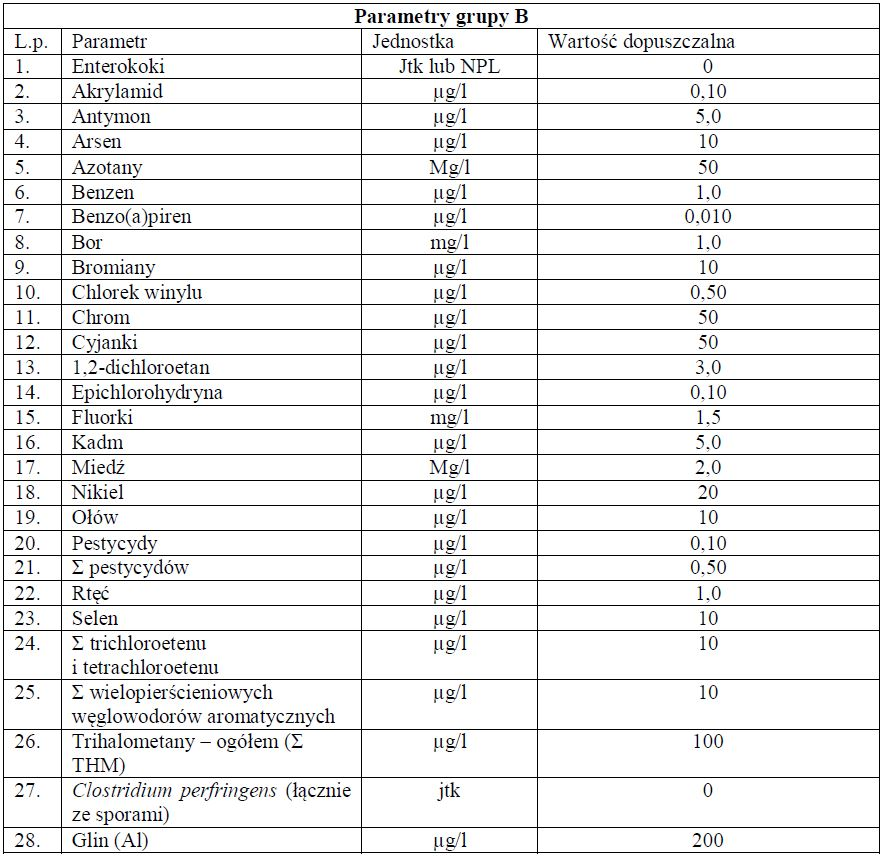 Parametry grupy B
L.p. Parametr Jednostka Wartość dopuszczalna
1. Enterokoki Jtk lub NPL 0
2. Akrylamid µg/l 0,10
3. Antymon µg/l 5,0
4. Arsen µg/l 10
5. Azotany Mg/l 50
6. Benzen µg/l 1,0
7. Benzo(a)piren µg/l 0,010
8. Bor mg/l 1,0
9. Bromiany µg/l 10
10. Chlorek winylu µg/l 0,50
11. Chrom µg/l 50
12. Cyjanki µg/l 50
13. 1,2-dichloroetan µg/l 3,0
14. Epichlorohydryna µg/l 0,10
15. Fluorki mg/l 1,5
16. Kadm µg/l 5,0
17. Miedź Mg/l 2,0
18. Nikiel µg/l 20
19. Ołów µg/l 10
20. Pestycydy µg/l 0,10
21. Σ pestycydów µg/l 0,50
22. Rtęć µg/l 1,0
23. Selen µg/l 10
24. Σ trichloroetenu µg/l 10
i tetrachloroetenu
25. Σ wielopierścieniowych µg/l 10
węglowodorów aromatycznych
26. Trihalometany – ogółem (Σ µg/l 100
THM)
27. Clostridium perfringens (łącznie jtk 0
ze sporami)
28. Glin (Al) µg/l 200